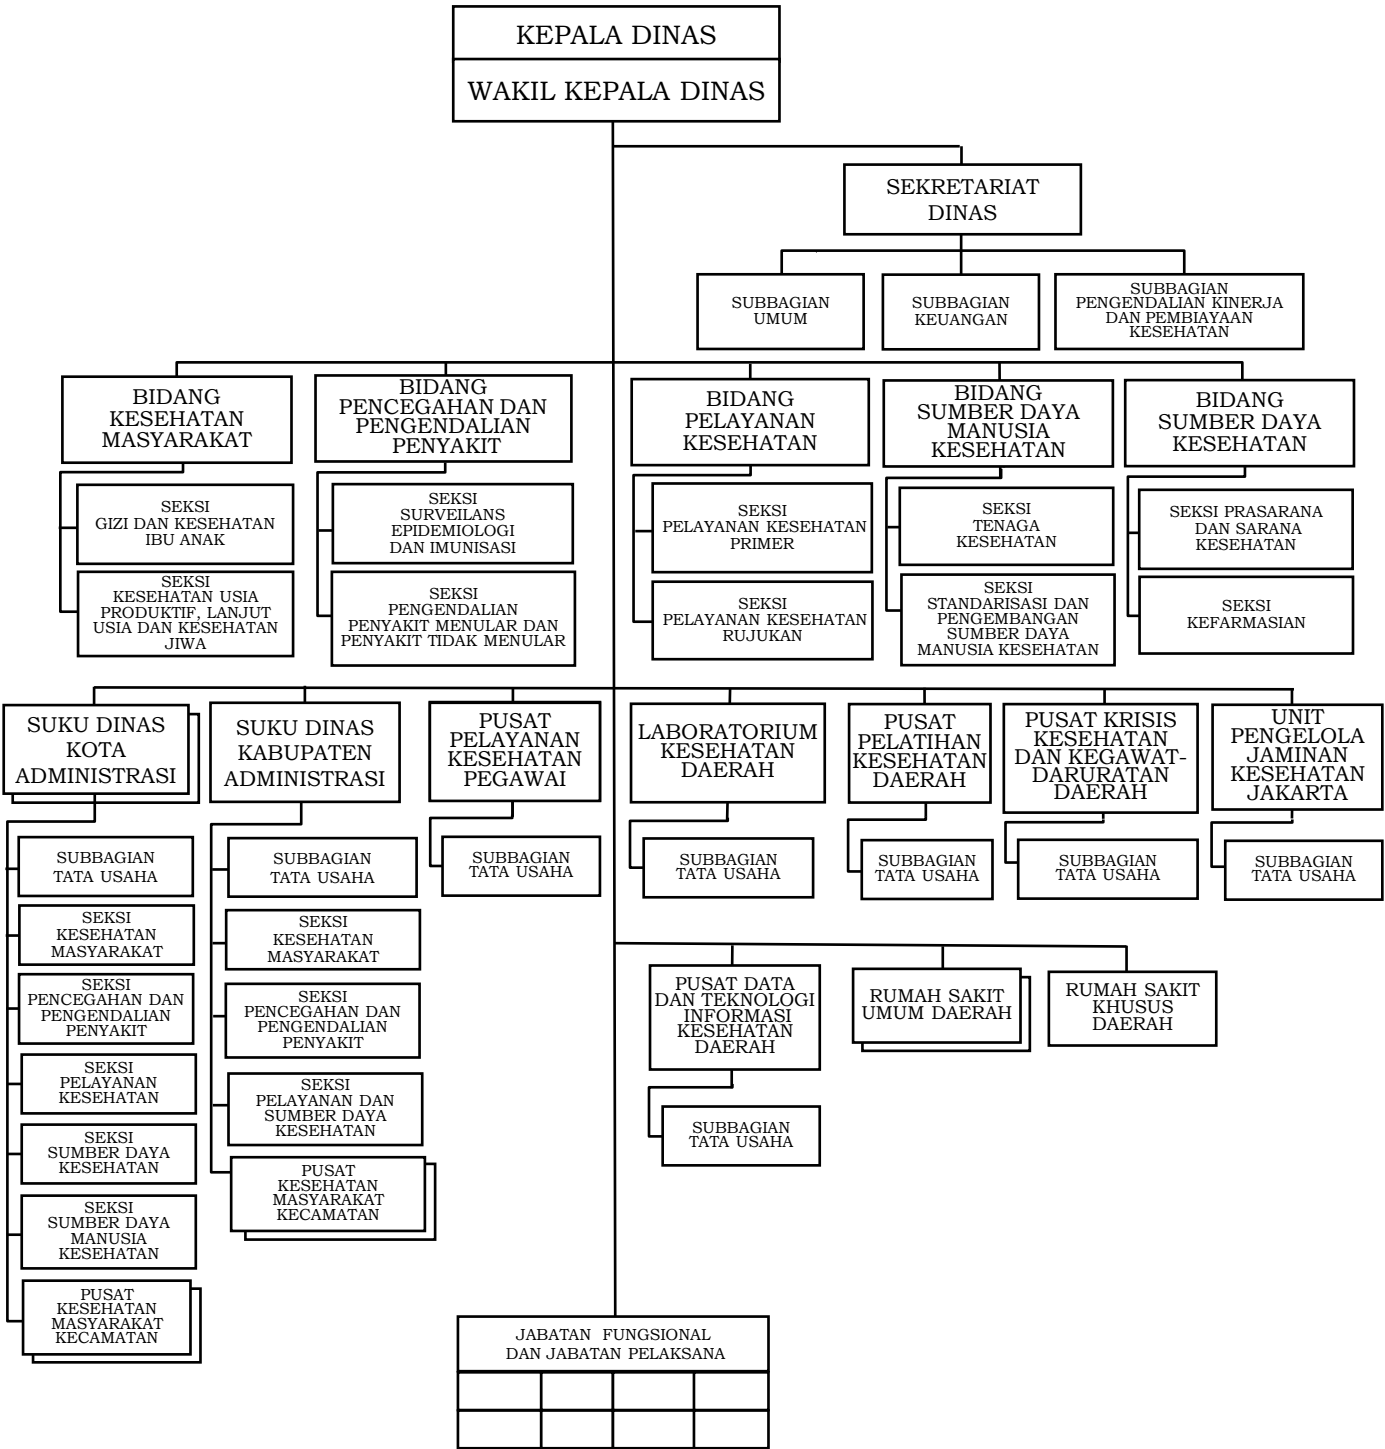 KEPALA DINAS
WAKIL KEPALA DINAS
SEKRETARIAT
DINAS
SUBBAGIAN
UMUM
SUBBAGIAN
KEUANGAN
SUBBAGIAN
PENGENDALIAN KINERJA
DAN PEMBIAYAAN
KESEHATAN
BIDANG
KESEHATAN
MASYARAKAT
BIDANG
PENCEGAHAN DAN
PENGENDALIAN
PENYAKIT
BIDANG
PELAYANAN
KESEHATAN
BIDANG
SUMBER DAYA
MANUSIA
KESEHATAN
BIDANG
SUMBER DAYA
KESEHATAN
SEKSI
GIZI DAN KESEHATAN
IBU ANAK
SEKSI
SURVEILANS
EPIDEMIOLOGI
DAN IMUNISASI
SEKSI
PELAYANAN KESEHATAN
PRIMER
SEKSI
TENAGA
KESEHATAN
SEKSI PRASARANA
DAN SARANA
KESEHATAN
SEKSI
KESEHATAN USIA
PRODUKTIF, LANJUT
USIA DAN KESEHATAN
JIWA
SEKSI
PENGENDALIAN
PENYAKIT MENULAR DAN
PENYAKIT TIDAK MENULAR
SEKSI
PELAYANAN KESEHATAN
RUJUKAN
SEKSI
STANDARISASI DAN
PENGEMBANGAN
SUMBER DAYA
MANUSIA KESEHATAN
SEKSI
KEFARMASIAN
SUKU DINAS
KOTA
ADMINISTRASI
SUKU DINAS
KABUPATEN
ADMINISTRASI
PUSAT
PELAYANAN
KESEHATAN
PEGAWAI
LABORATORIUM
KESEHATAN
DAERAH
PUSAT
PELATIHAN
KESEHATAN
DAERAH
PUSAT KRISIS
KESEHATAN
DAN KEGAWAT-
DARURATAN
DAERAH
UNIT
PENGELOLA
JAMINAN
KESEHATAN
JAKARTA
SUBBAGIAN
TATA USAHA
SUBBAGIAN
TATA USAHA
SUBBAGIAN
TATA USAHA
SUBBAGIAN
TATA USAHA
SUBBAGIAN
TATA USAHA
SUBBAGIAN
TATA USAHA
SUBBAGIAN
TATA USAHA
SEKSI
KESEHATAN
MASYARAKAT
SEKSI
PENCEGAHAN DAN
PENGENDALIAN
PENYAKIT
SEKSI
PELAYANAN
KESEHATAN
SEKSI
SUMBER DAYA
KESEHATAN
SEKSI
SUMBER DAYA
MANUSIA
KESEHATAN
PUSAT
KESEHATAN
MASYARAKAT
KECAMATAN
SEKSI
KESEHATAN
MASYARAKAT
SEKSI
PENCEGAHAN DAN
PENGENDALIAN
PENYAKIT
SEKSI
PELAYANAN DAN
SUMBER DAYA
KESEHATAN
PUSAT
KESEHATAN
MASYARAKAT
KECAMATAN
PUSAT DATA
DAN TEKNOLOGI
INFORMASI
KESEHATAN
DAERAH
RUMAH SAKIT
UMUM DAERAH
RUMAH SAKIT
KHUSUS
DAERAH
SUBBAGIAN
TATA USAHA
JABATAN FUNGSIONAL
DAN JABATAN PELAKSANA